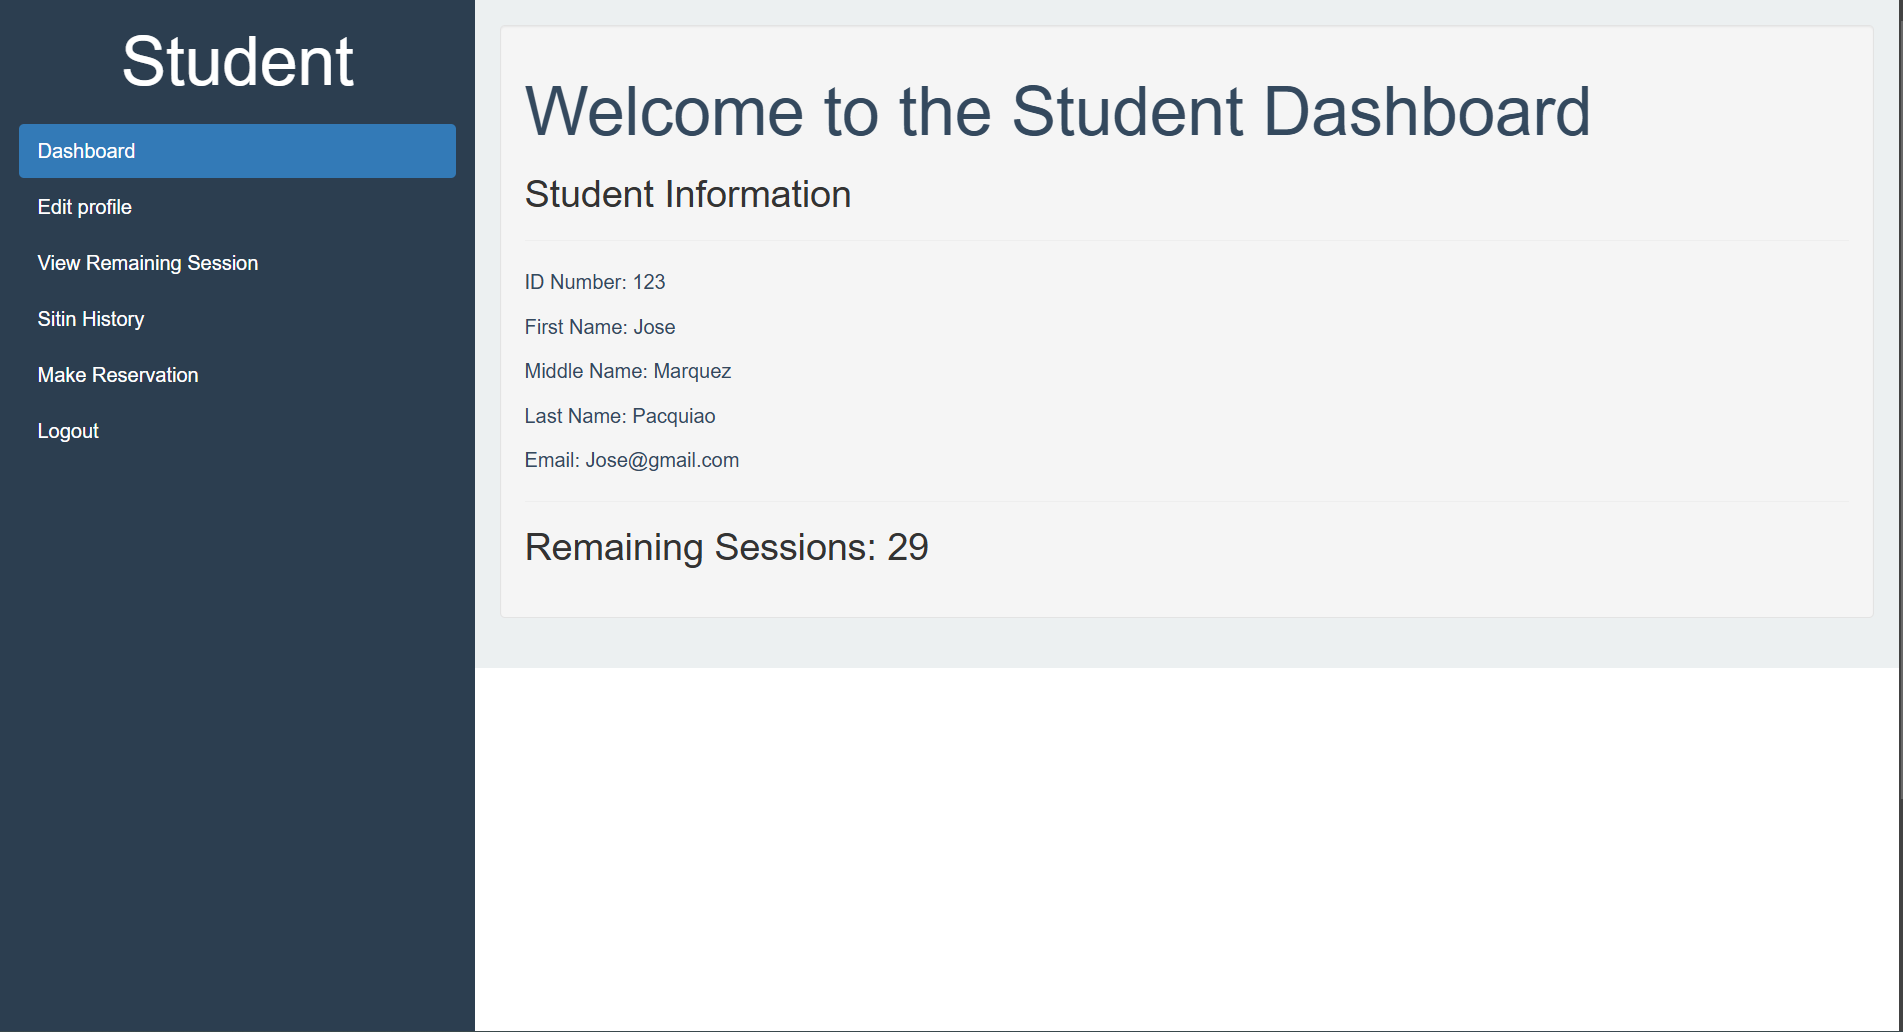 Student
Dashboard
Edit profile
View Remaining Session
Sitin History
Make Reservation
Logout
Welcome to the Student Dashboard
Student Information
ID Number: 123
First Name: Jose
Middle Name: Marquez
Last Name: Pacquiao
Email: Jose@gmail.com
Remaining Sessions: 29